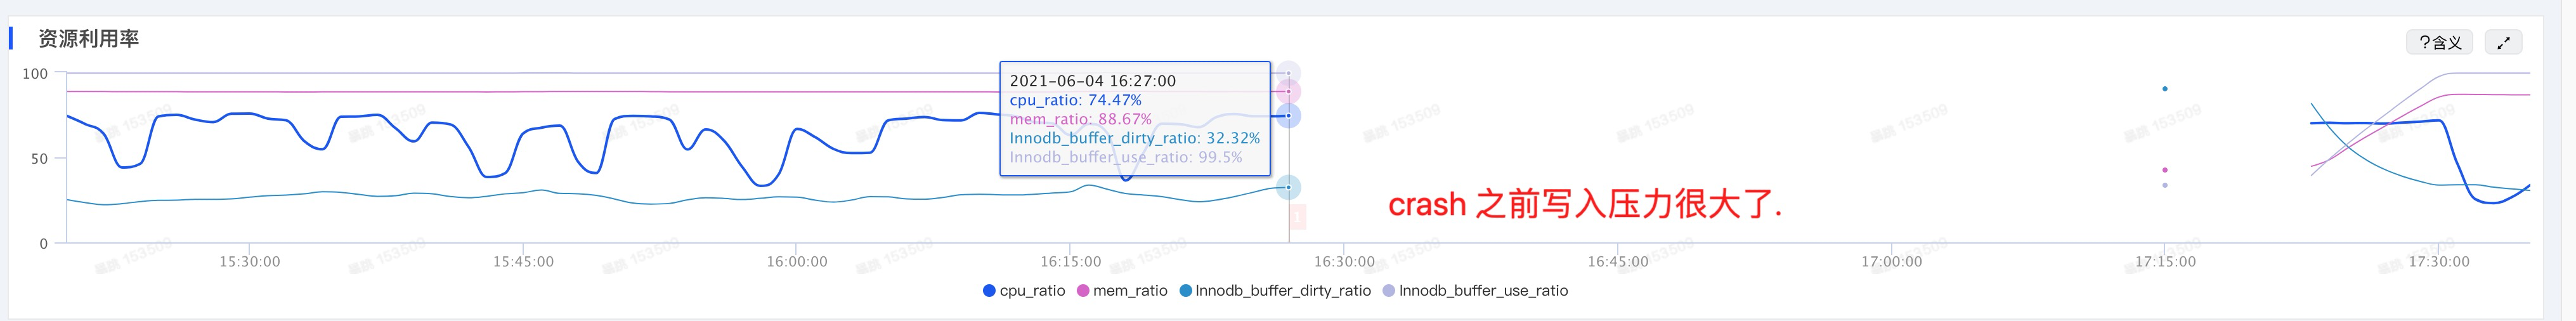 资源利用率
?含义
100
50
0
2021-06-04 16:27:00
cpu_ratio: 74.47%
mem_ratio: 88.67%
Innodb_buffer_dirty_ratio: 32.32%
Innodb_buffer_use_ratio: 99.5%
crash 之前写入压力很大了.
15:30:00 15:45:00 16:00:00 16:15:00 16:30:00 16:45:00 17:00:00 17:15:00 17:30:00
cpu_ratio mem_ratio Innodb_buffer_dirty_ratio Innodb_buffer_use_ratio